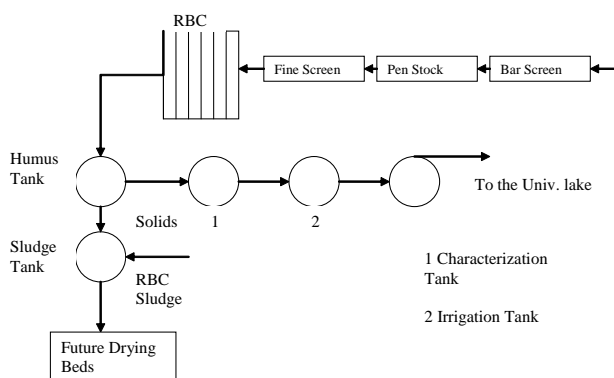 RBC
Fine Screen
Pen Stock
Bar Screen
Humus
Tank
To the Univ. lake
Solids
1
2
Sludge
Tank
RBC
Sludge
1 Characterization
Tank
2 Irrigation Tank
Future Drying
Beds